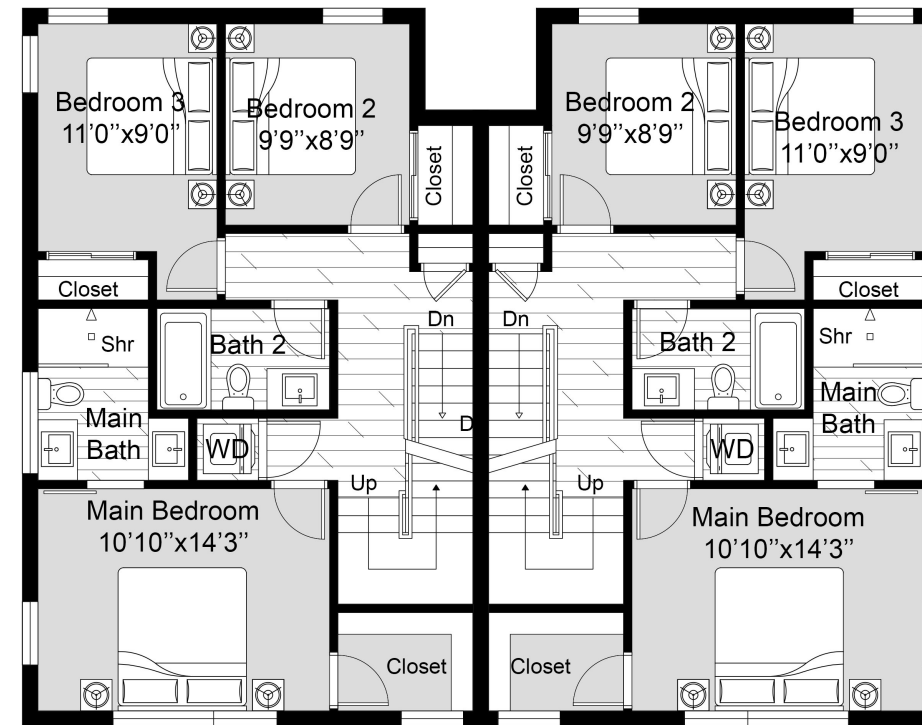 Bedroom 3
11'0"x9'0"
Bedroom 2
9'9"x8'9"
Closet
Closet
Bedroom 2
9'9"x8'9"
Bedroom 3
11'0"x9'0"
Closet
Closet
Dn
Dn
Shr
Bath 2
Bath 2
Shr
Main
Bath
Main
Bath
D
WD
WD
Up
Up
Main Bedroom
10'10"x14'3"
Main Bedroom
10'10"x14'3"
Closet
Closet